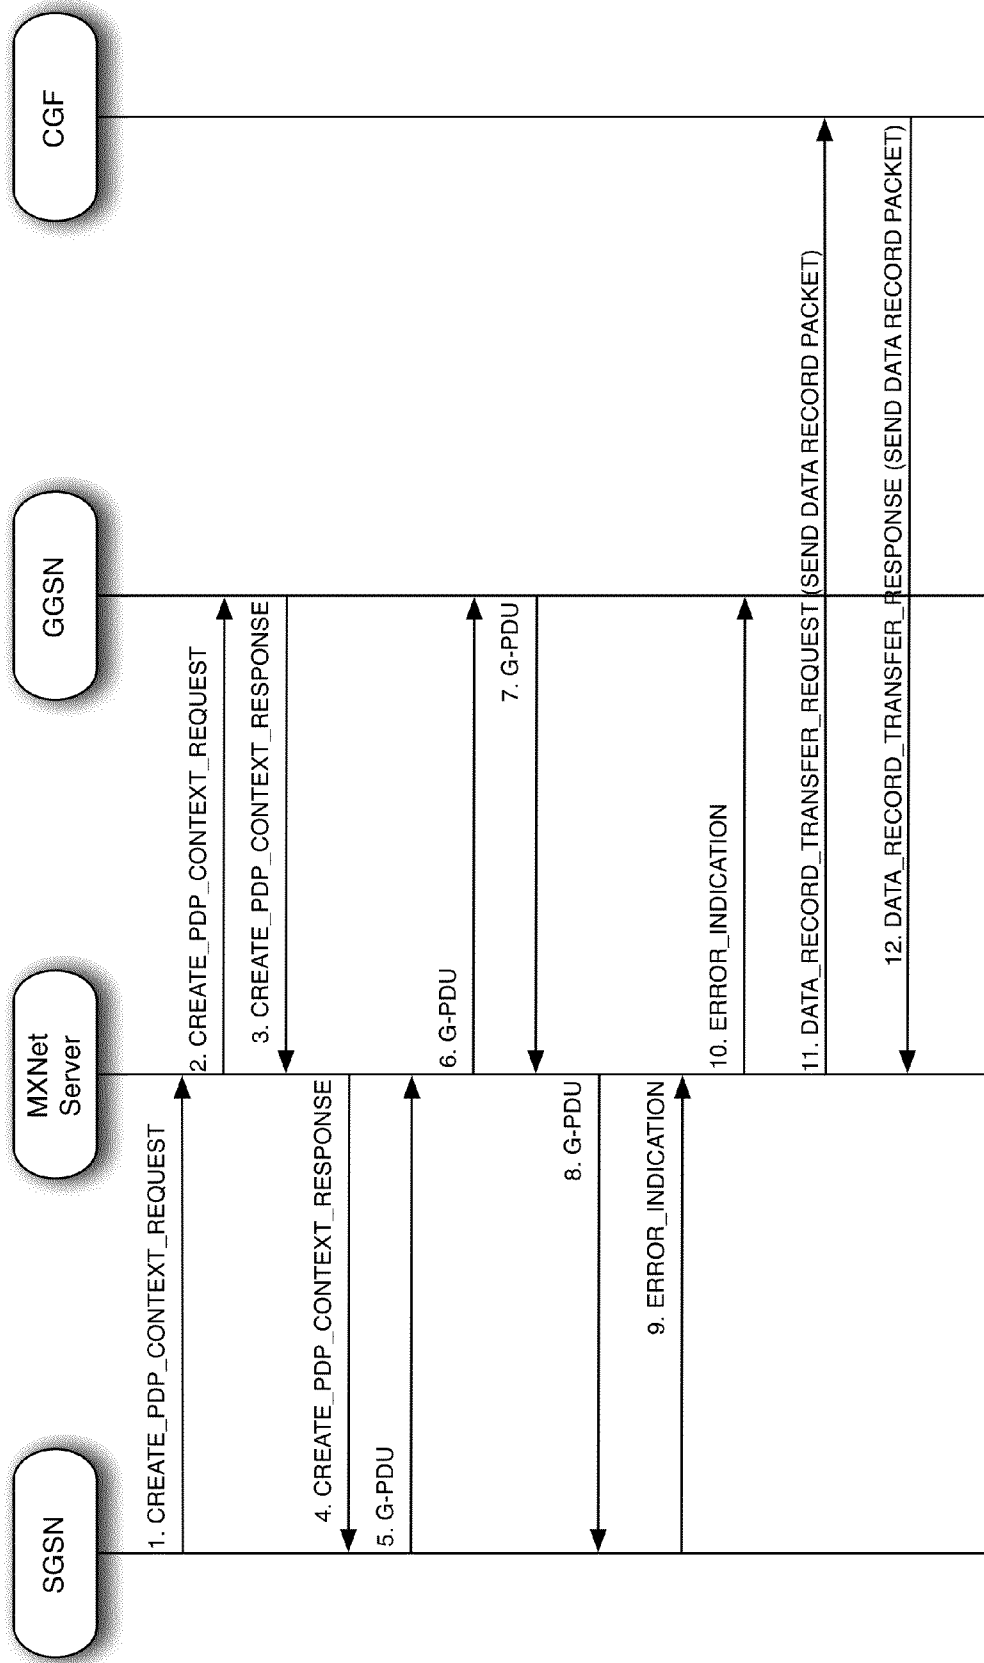 SGSN
MXNet
Server
GGSN
CGF
1. CREATE_PDP_CONTEXT_REQUEST
2. CREATE_PDP_CONTEXT_REQUEST
3. CREATE_PDP_CONTEXT_RESPONSE
4. CREATE_PDP_CONTEXT_RESPONSE
5. G-PDU
6. G-PDU
7. G-PDU
8. G-PDU
9. ERROR_INDICATION
10. ERROR_INDICATION
11. DATA_RECORD_TRANSFER_REQUEST (SEND DATA RECORD PACKET)
12. DATA_RECORD_TRANSFER_RESPONSE (SEND DATA RECORD PACKET)